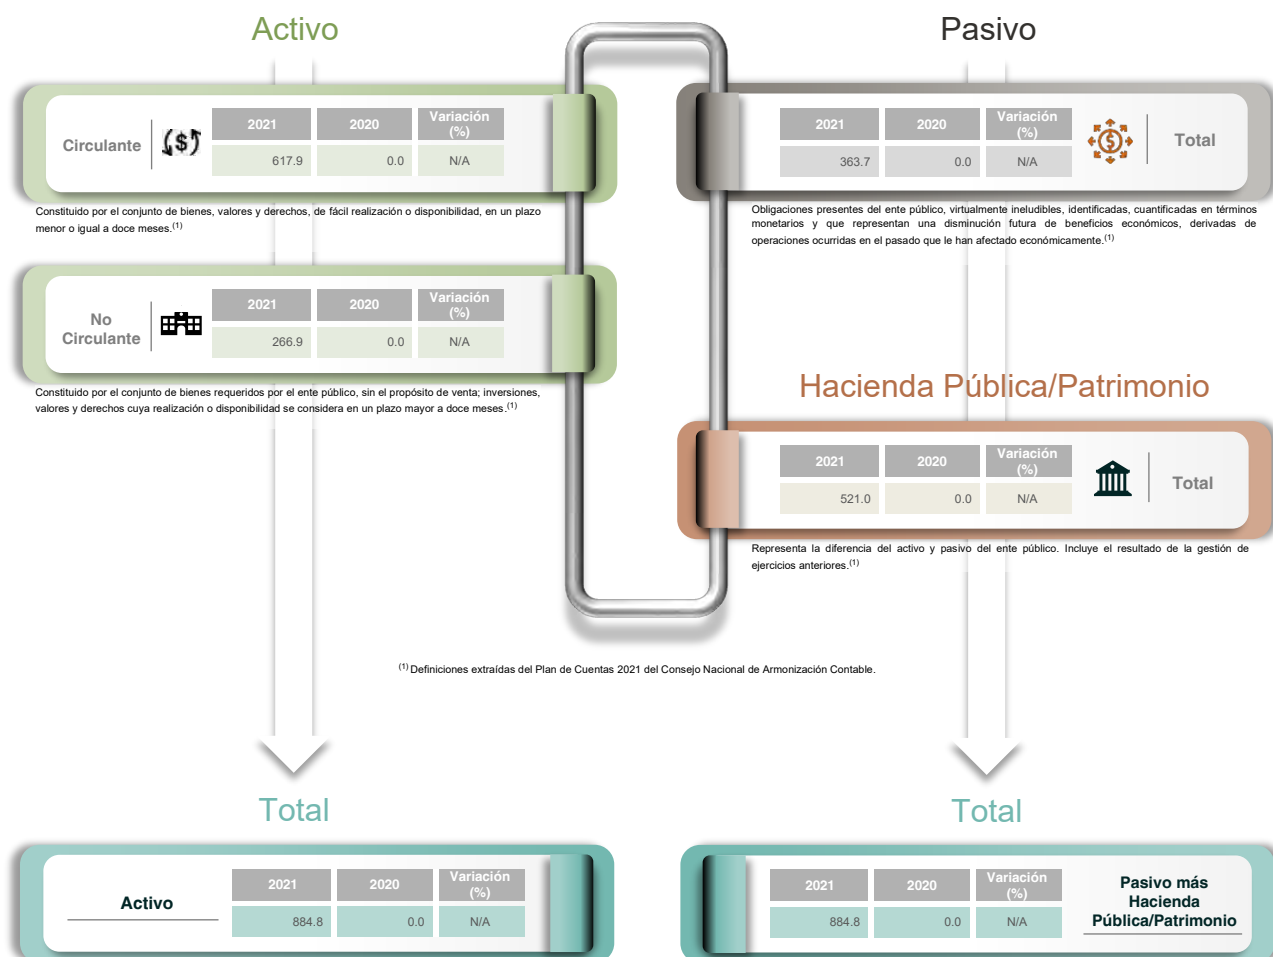 Activo
Circulante
2021 2020 Variación
(%)
617.9 0.0 N/A
Constituido por el conjunto de bienes, valores y derechos, de fácil realización o disponibilidad, en un plazo
menor o igual a doce meses.(1)
No
Circulante
2021 2020 Variación
(%)
266.9 0.0 N/A
Constituido por el conjunto de bienes requeridos por el ente público, sin el propósito de venta; inversiones,
valores y derechos cuya realización o disponibilidad se considera en un plazo mayor a doce meses.(1)
Pasivo
2021 2020 Variación
(%)
363.7 0.0 N/A
Total
Obligaciones presentes del ente público, virtualmente ineludibles, identificadas, cuantificadas en términos
monetarios y que representan una disminución futura de beneficios económicos, derivadas de
operaciones ocurridas en el pasado que le han afectado económicamente.(1)
Hacienda Pública/Patrimonio
2021 2020 Variación
(%)
521.0 0.0 N/A
Total
Representa la diferencia del activo y pasivo del ente público. Incluye el resultado de la gestión de
ejercicios anteriores.(1)
(1) Definiciones extraídas del Plan de Cuentas 2021 del Consejo Nacional de Armonización Contable.
Total
Activo
2021 2020 Variación
(%)
884.8 0.0 N/A
Total
2021 2020 Variación
(%)
884.8 0.0 N/A
Pasivo más
Hacienda
Pública/Patrimonio